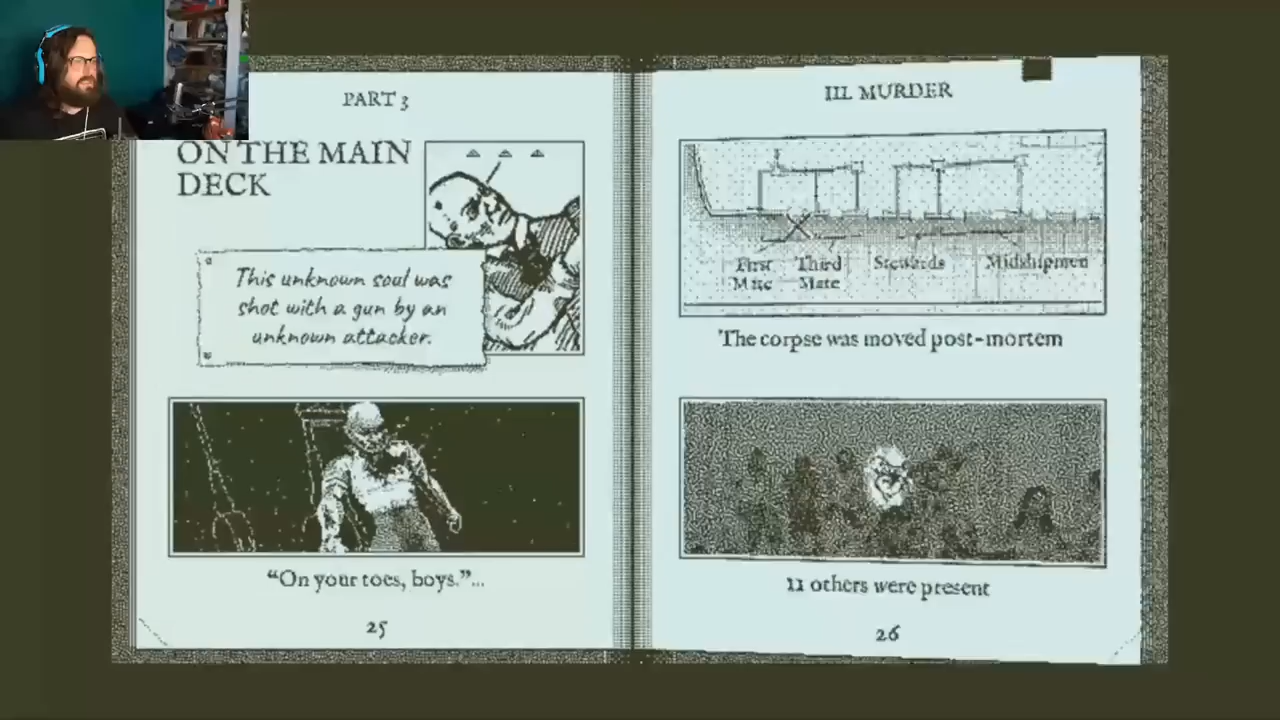 PART 3
ON THE MAIN
DECK
This unknown soul was
shot with a gun by an
unknown attacker.
"On your toes, boys."...
25
III. MURDER
First Third Stewards Midshipmen
Mate Mate
The corpse was moved post-mortem
11 others were present
26